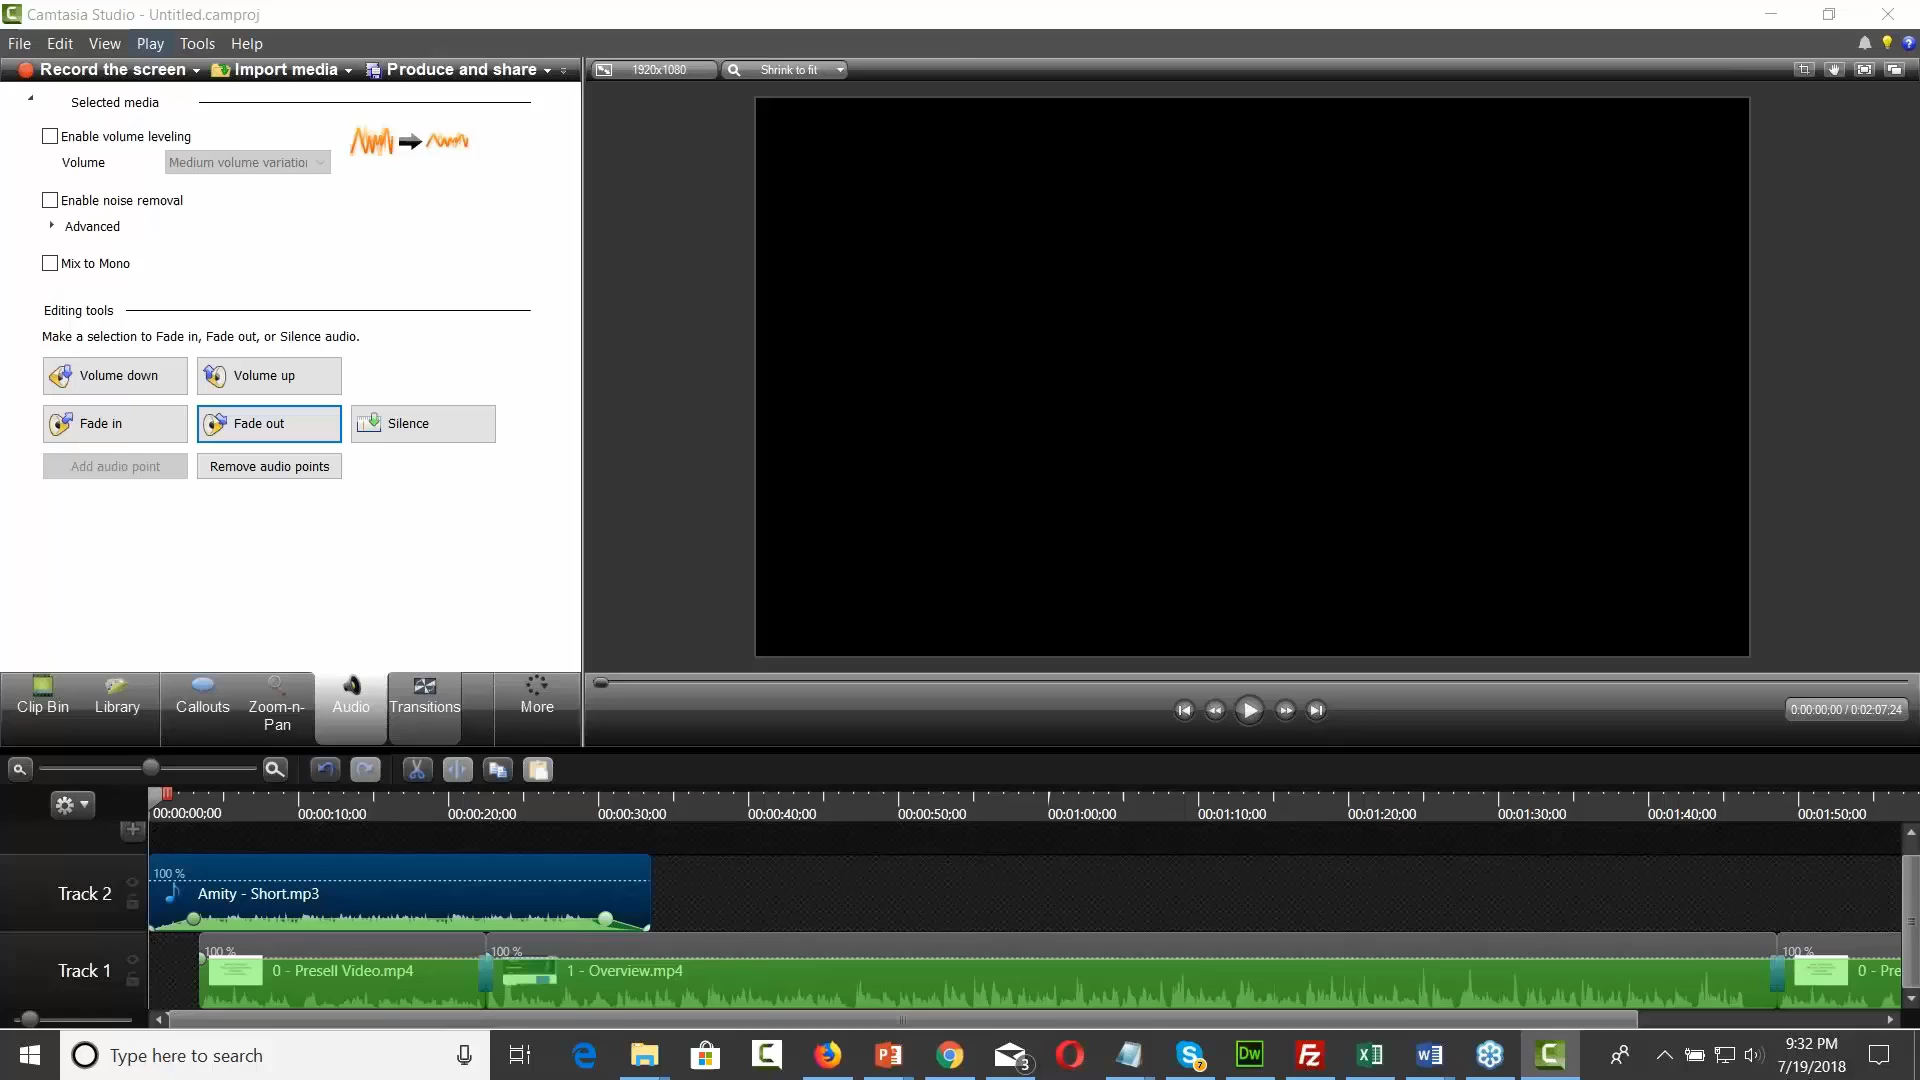 Camtasia Studio - Untitled.camproj
File Edit View Play Tools Help
Record the screen Import media Produce and share
1920x1080 Shrink to fit
Selected media
Enable volume leveling
Volume Medium volume variation
Enable noise removal
Advanced
Mix to Mono
Editing tools
Make a selection to Fade in, Fade out, or Silence audio.
Volume down Volume up
Fade in Fade out Silence
Add audio point Remove audio points
Clip Bin Library Callouts Zoom-n-Pan Audio Transitions More
0:00:00;00 / 0:02:07;24
00:00:00;00 00:00:10;00 00:00:20;00 00:00:30;00 00:00:40;00 00:00:50;00 00:01:00;00 00:01:10;00 00:01:20;00 00:01:30;00 00:01:40;00 00:01:50;00
100 %
Track 2 Amity - Short.mp3
100 % 100 % 100 %
Track 1 0 - Presell Video.mp4 1 - Overview.mp4 0 - Pre
Type here to search
3
7
Dw
9:32 PM
7/19/2018